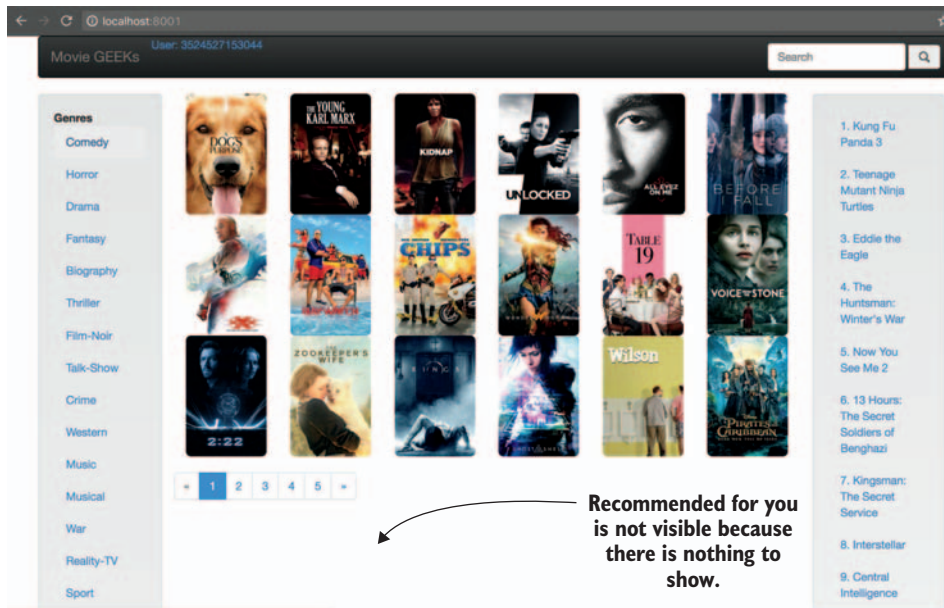 localhost:8001
Movie GEEKs
User: 3524527153044
Search
Genres
Comedy
Horror
Drama
Fantasy
Biography
Thriller
Film-Noir
Talk-Show
Crime
Western
Music
Musical
War
Reality-TV
Sport
DOG'S
PURPOSE
THE YOUNG
KARL MARX
KIDNAP
UNLOCKED
ALL EYEZ
ON ME
BEFORE
I FALL
CHIPS
TABLE
19
VOICE FROM THE STONE
2:22
ZOOKEEPER'S
WIFE
RINGS
GHOST IN THE SHELL
Wilson
PIRATES of the
CARIBBEAN
« 1 2 3 4 5 »
Recommended for you
is not visible because
there is nothing to
show.
1. Kung Fu
Panda 3
2. Teenage
Mutant Ninja
Turtles
3. Eddie the
Eagle
4. The
Huntsman:
Winter's War
5. Now You
See Me 2
6. 13 Hours:
The Secret
Soldiers of
Benghazi
7. Kingsman:
The Secret
Service
8. Interstellar
9. Central
Intelligence